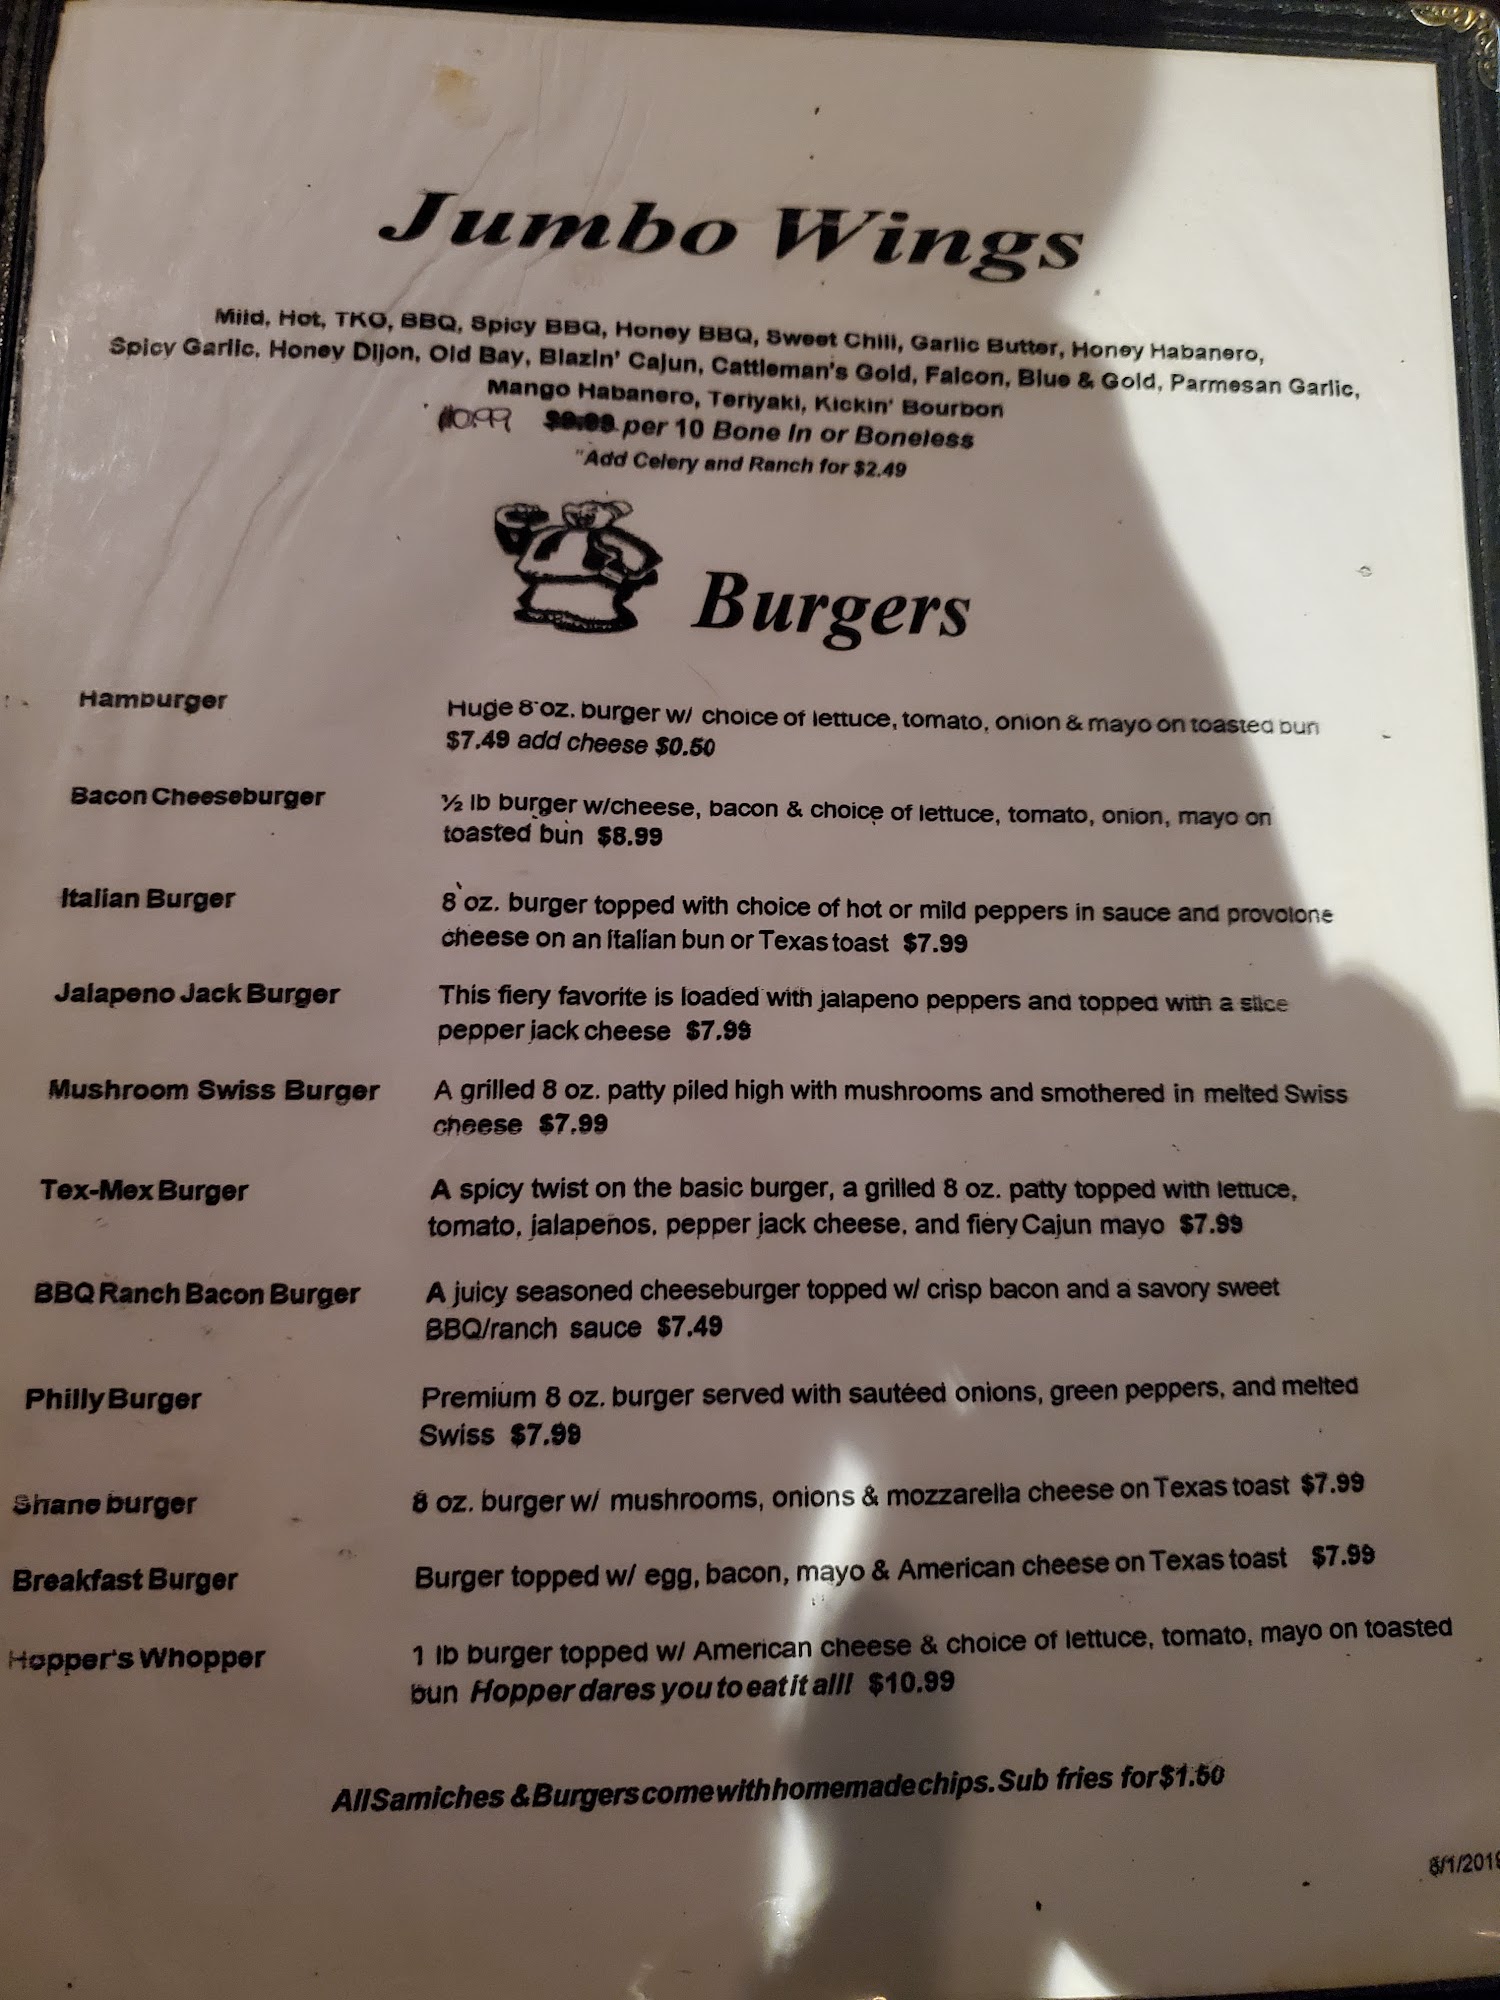 Jumbo Wings
Mild, Hot, TKO, BBQ, Spicy BBQ, Honey BBQ, Sweet Chili, Garlic Butter, Honey Habanero,
Spicy Garlic, Honey Dijon, Old Bay, Blazin' Cajun, Cattleman's Gold, Falcon, Blue & Gold, Parmesan Garlic,
Mango Habanero, Teriyaki, Kickin' Bourbon
$10.99 per 10 Bone In or Boneless
"Add Celery and Ranch for $2.49
Burgers
Hamburger Huge 8 oz. burger w/ choice of lettuce, tomato, onion & mayo on toasted bun
$7.49 add cheese $0.50
Bacon Cheeseburger ½ lb burger w/cheese, bacon & choice of lettuce, tomato, onion, mayo on
toasted bun $8.99
Italian Burger 8 oz. burger topped with choice of hot or mild peppers in sauce and provolone
cheese on an Italian bun or Texas toast $7.99
Jalapeno Jack Burger This fiery favorite is loaded with jalapeno peppers and topped with a slice
pepper jack cheese $7.99
Mushroom Swiss Burger A grilled 8 oz. patty piled high with mushrooms and smothered in melted Swiss
cheese $7.99
Tex-Mex Burger A spicy twist on the basic burger, a grilled 8 oz. patty topped with lettuce,
tomato, jalapenos, pepper jack cheese, and fiery Cajun mayo $7.99
BBQ Ranch Bacon Burger A juicy seasoned cheeseburger topped w/ crisp bacon and a savory sweet
BBQ/ranch sauce $7.49
Philly Burger Premium 8 oz. burger served with sautéed onions, green peppers, and melted
Swiss $7.99
Shane burger 8 oz. burger w/ mushrooms, onions & mozzarella cheese on Texas toast $7.99
Breakfast Burger Burger topped w/ egg, bacon, mayo & American cheese on Texas toast $7.99
Hopper's Whopper 1 lb burger topped w/ American cheese & choice of lettuce, tomato, mayo on toasted
bun Hopper dares you to eat it all! $10.99
All Samiches & Burgers come with homemade chips. Sub fries for $1.50